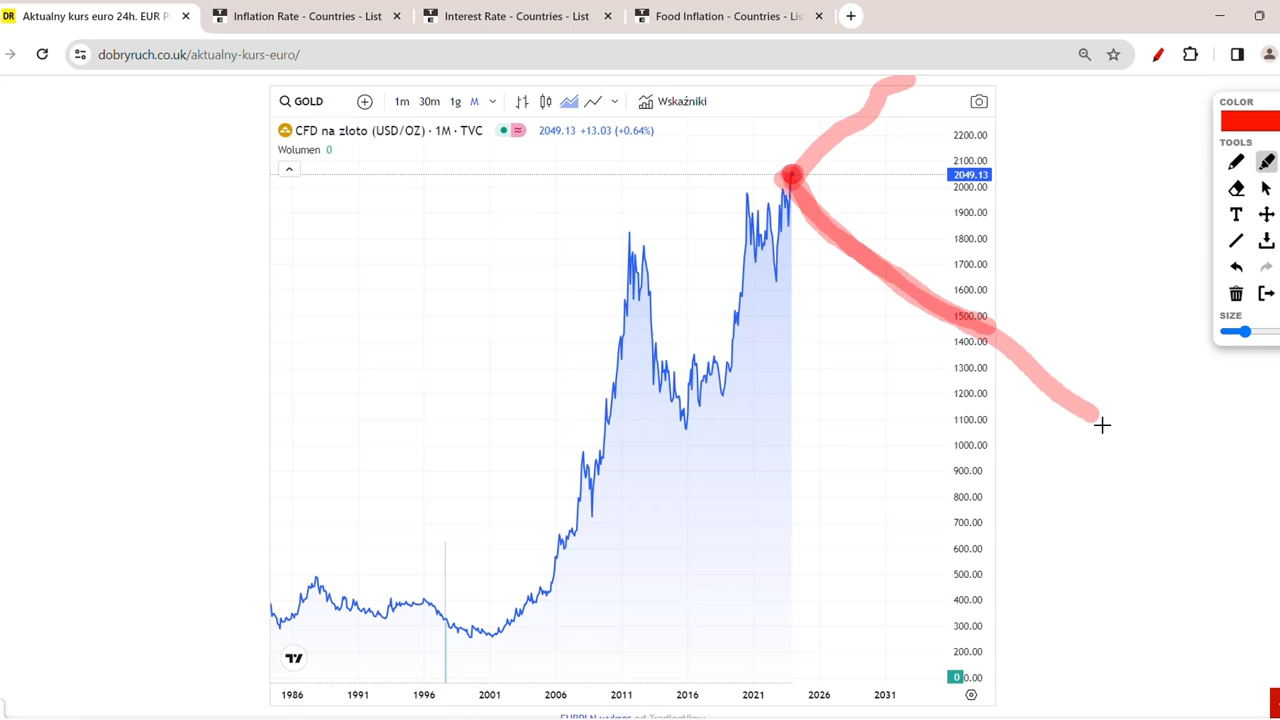 DR Aktualny kurs euro 24h. EUR P
Inflation Rate - Countries - List
Interest Rate - Countries - List
Food Inflation - Countries - Lis
dobryruch.co.uk/aktualny-kurs-euro/
GOLD 1m 30m 1g M Wskaźniki
CFD na złoto (USD/OZ) · 1M · TVC 2049.13 +13.03 (+0.64%)
Wolumen 0
2200.00
2100.00
2049.13
2000.00
1900.00
1800.00
1700.00
1600.00
1500.00
1400.00
1300.00
1200.00
1100.00
1000.00
900.00
800.00
700.00
600.00
500.00
400.00
300.00
200.00
0 0.00
1986 1991 1996 2001 2006 2011 2016 2021 2026 2031
COLOR
TOOLS
T
SIZE